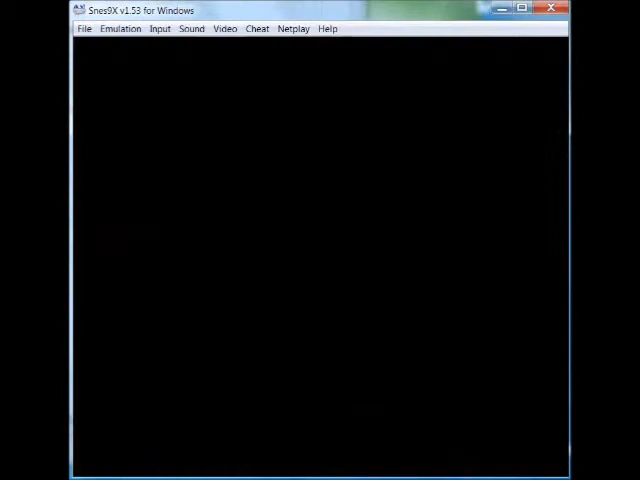 Snes9X v1.53 for Windows
File Emulation Input Sound Video Cheat Netplay Help